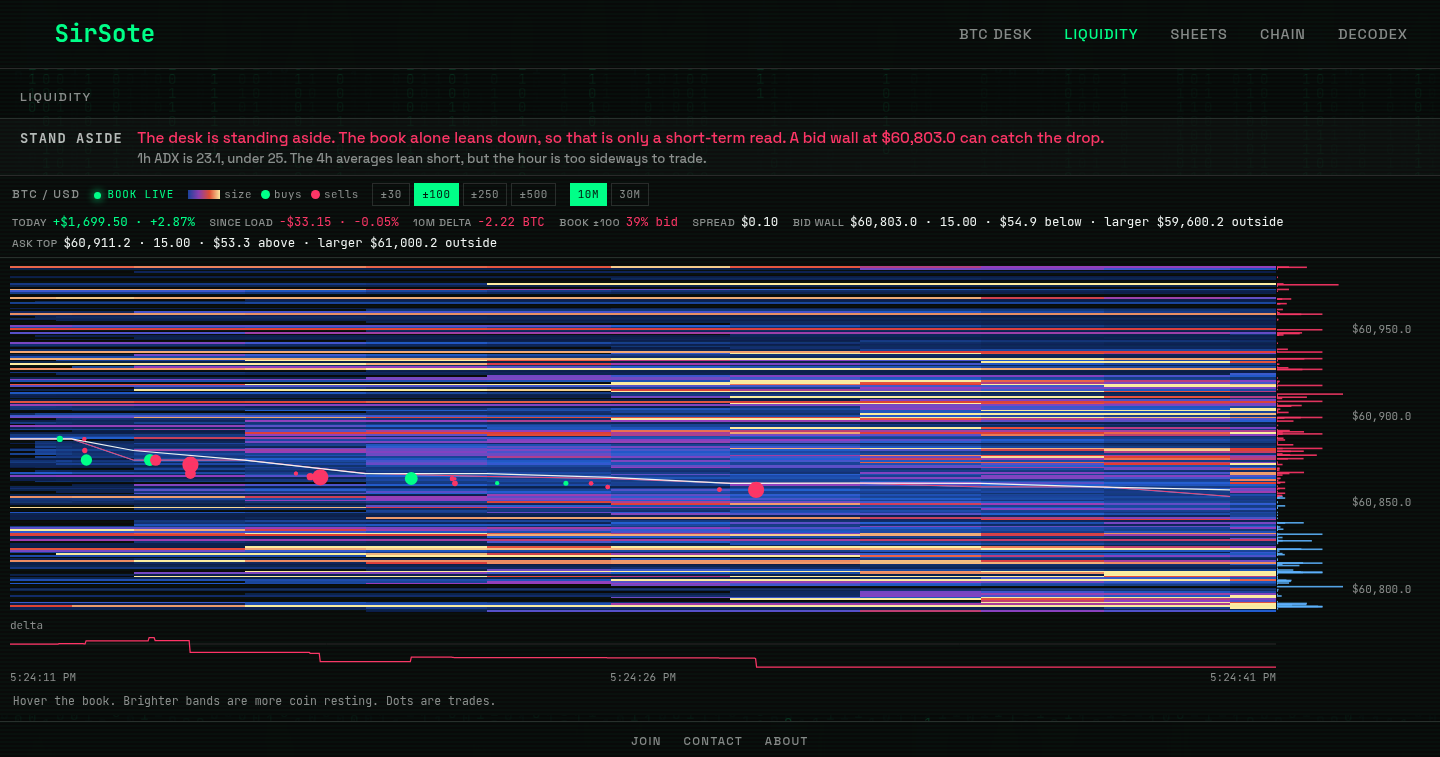 SirSote
BTC DESK LIQUIDITY SHEETS CHAIN DECODEX
LIQUIDITY
STAND ASIDE The desk is standing aside. The book alone leans down, so that is only a short-term read. A bid wall at $60,803.0 can catch the drop.
1h ADX is 23.1, under 25. The 4h averages lean short, but the hour is too sideways to trade.
BTC / USD BOOK LIVE size buys sells ±30 ±100 ±250 ±500 10M 30M
TODAY +$1,699.50 · +2.87% SINCE LOAD -$33.15 · -0.05% 10M DELTA -2.22 BTC BOOK ±100 39% bid SPREAD $0.10 BID WALL $60,803.0 · 15.00 · $54.9 below · larger $59,600.2 outside
ASK TOP $60,911.2 · 15.00 · $53.3 above · larger $61,000.2 outside
$60,950.0
$60,900.0
$60,850.0
$60,800.0
delta
5:24:11 PM 5:24:26 PM 5:24:41 PM
Hover the book. Brighter bands are more coin resting. Dots are trades.
JOIN CONTACT ABOUT